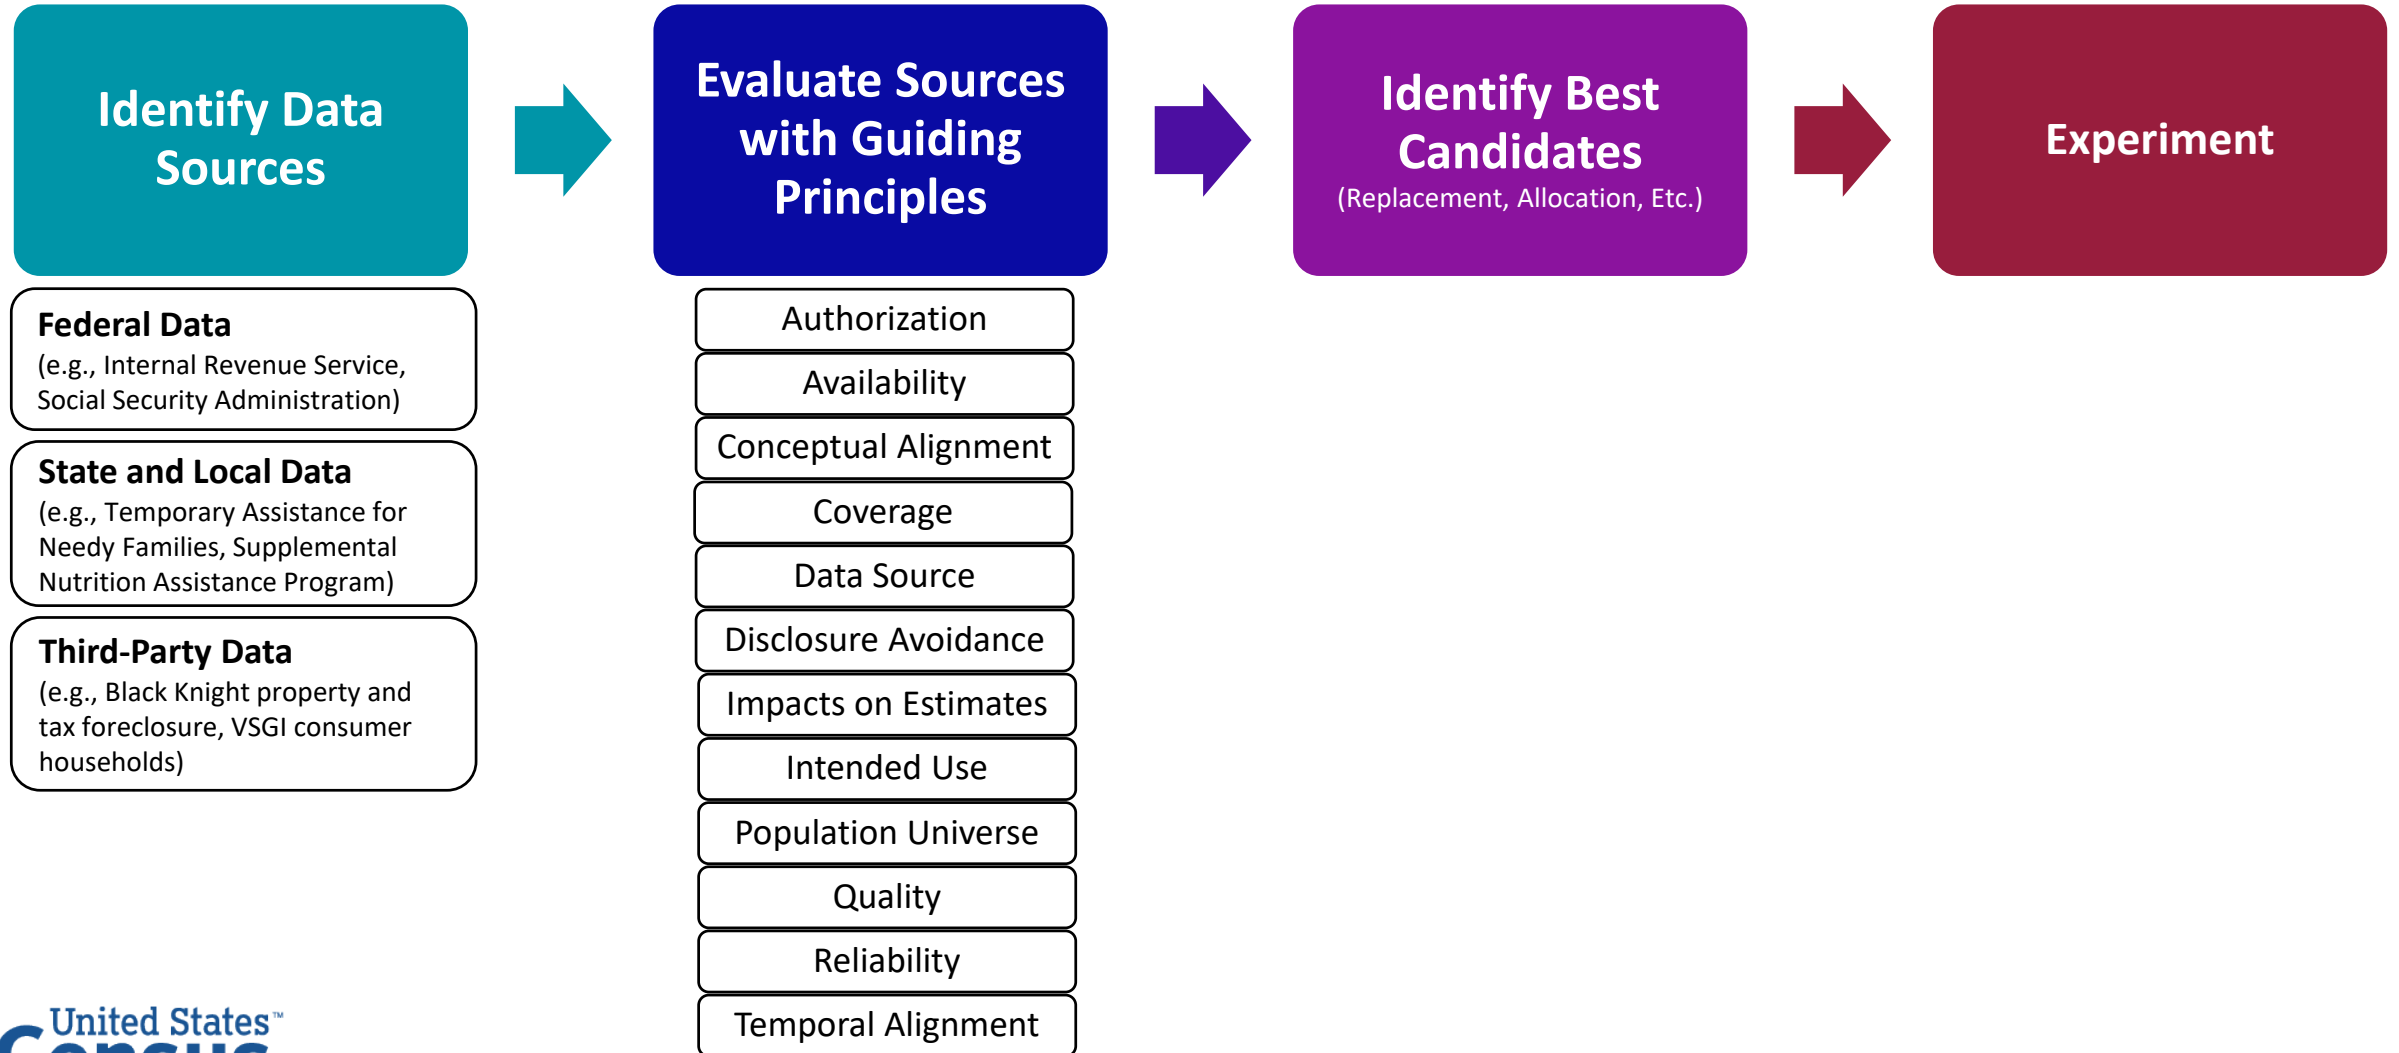 Identify Data
Sources
Evaluate Sources
with Guiding
Principles
Identify Best
Candidates
(Replacement, Allocation, Etc.)
Experiment
Federal Data
(e.g., Internal Revenue Service,
Social Security Administration)
State and Local Data
(e.g., Temporary Assistance for
Needy Families, Supplemental
Nutrition Assistance Program)
Third-Party Data
(e.g., Black Knight property and
tax foreclosure, VSGI consumer
households)
Authorization
Availability
Conceptual Alignment
Coverage
Data Source
Disclosure Avoidance
Impacts on Estimates
Intended Use
Population Universe
Quality
Reliability
Temporal Alignment
United States™
Census